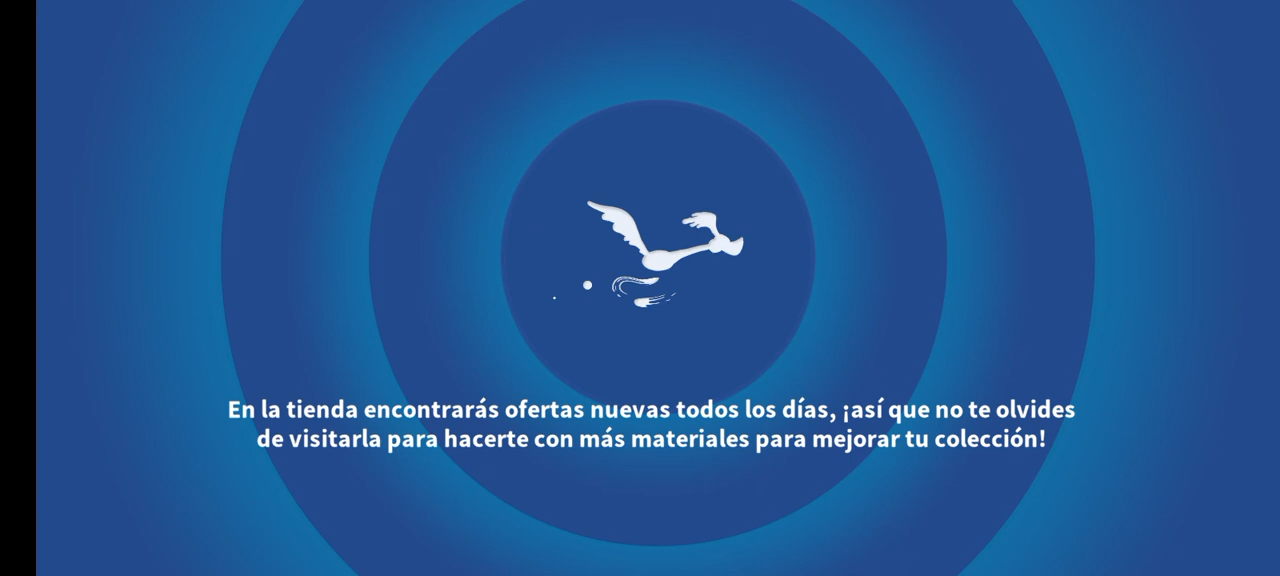 En la tienda encontrarás ofertas nuevas todos los días, ¡así que no te olvides
de visitarla para hacerte con más materiales para mejorar tu colección!